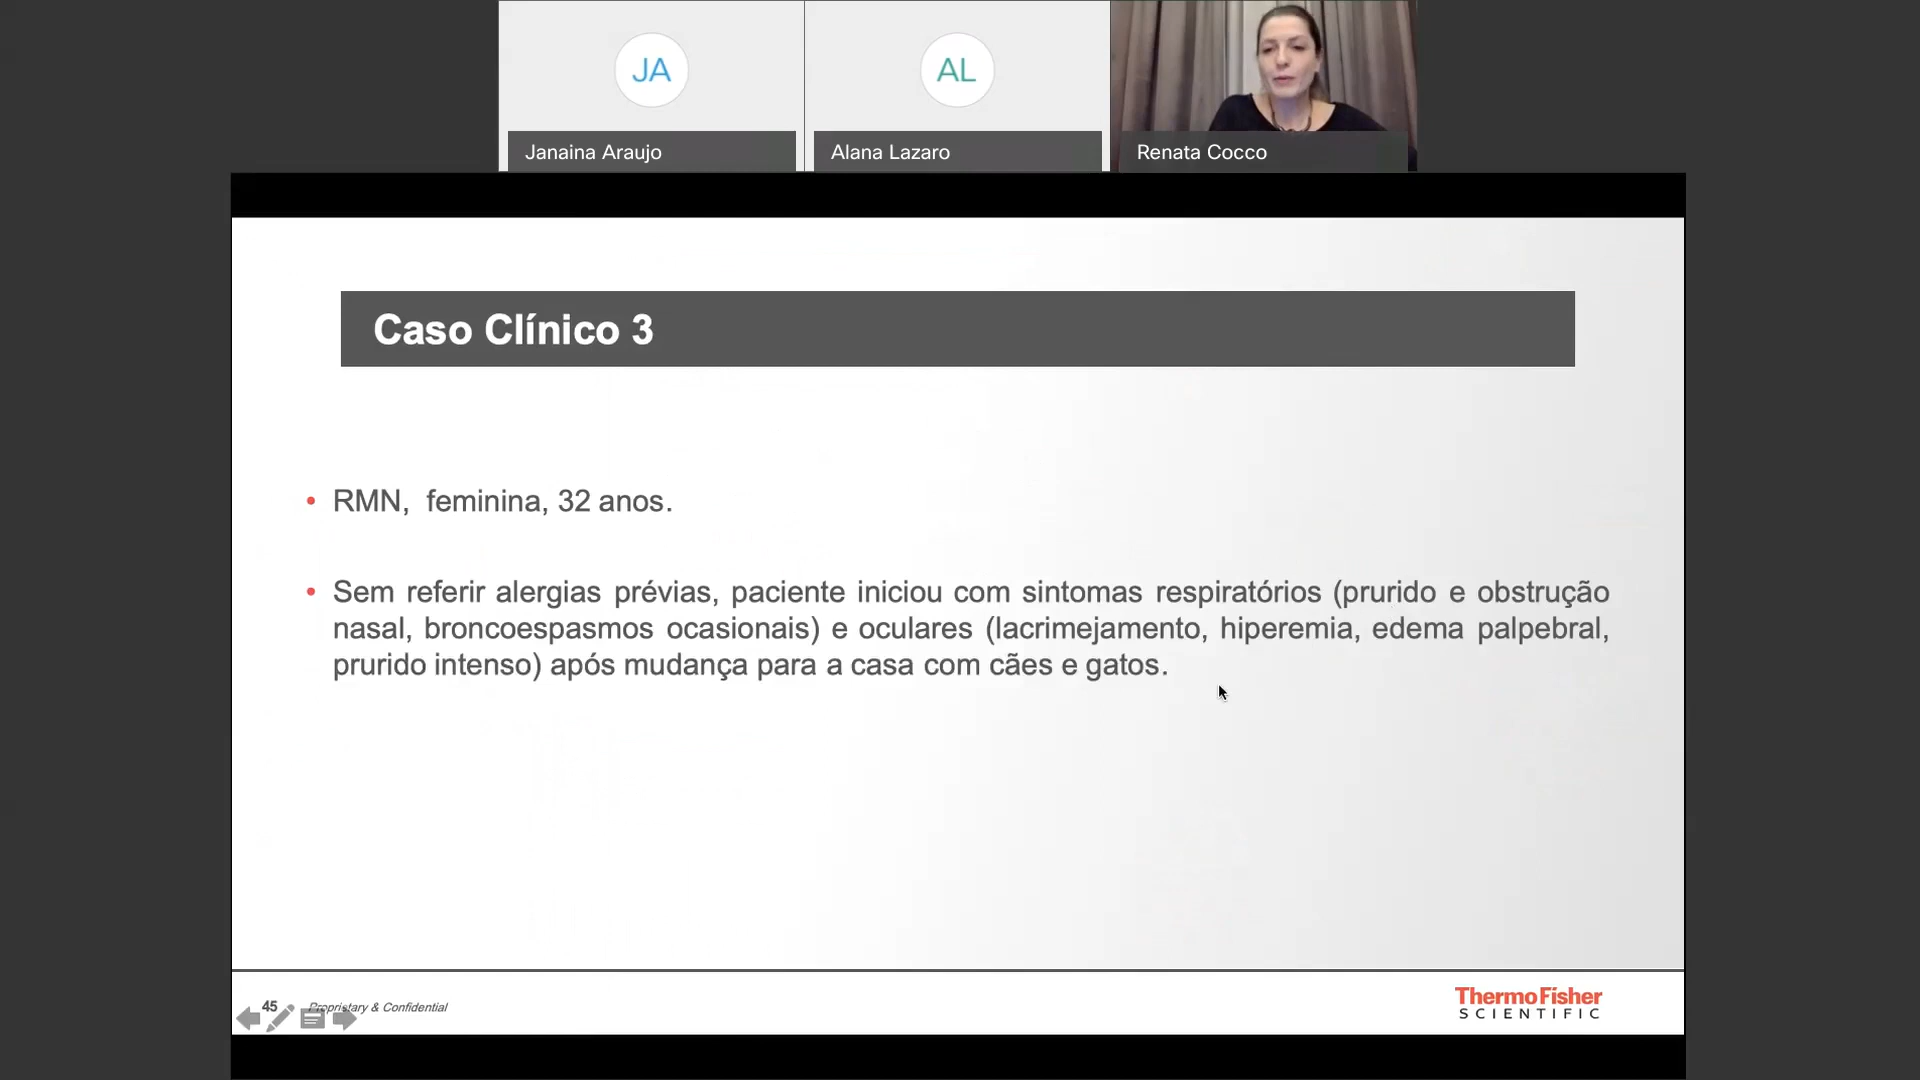 JA
AL
Janaina Araujo
Alana Lazaro
Renata Cocco
Caso Clínico 3
• RMN, feminina, 32 anos.
• Sem referir alergias prévias, paciente iniciou com sintomas respiratórios (prurido e obstrução
nasal, broncoespasmos ocasionais) e oculares (lacrimejamento, hiperemia, edema palpebral,
prurido intenso) após mudança para a casa com cães e gatos.
45
Proprietary & Confidential
ThermoFisher
SCIENTIFIC